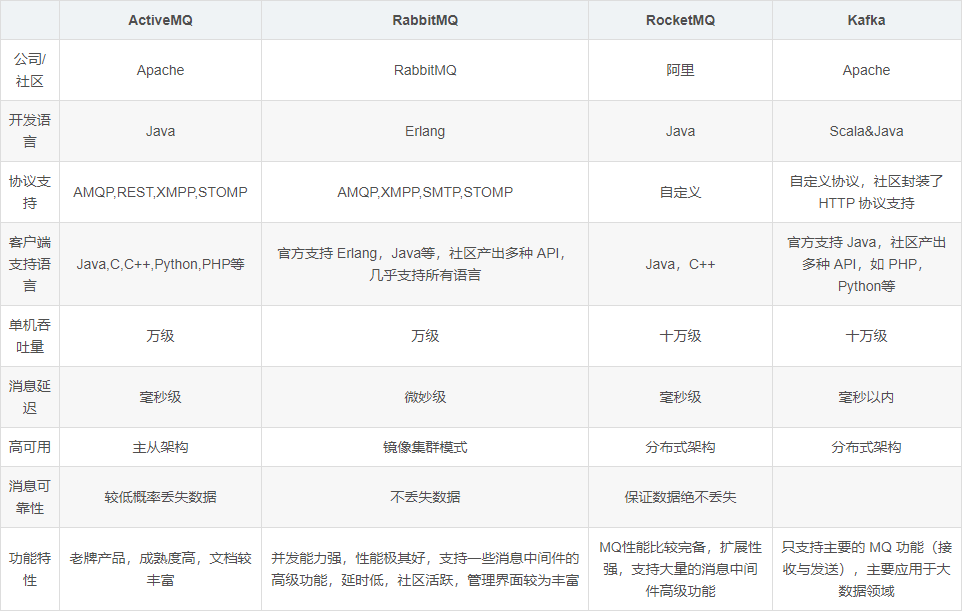 ActiveMQ RabbitMQ RocketMQ Kafka
公司/
社区
Apache RabbitMQ 阿里 Apache
开发语
言
Java Erlang Java Scala&Java
协议支
持
AMQP,REST,XMPP,STOMP
AMQP,XMPP,SMTP,STOMP
自定义
自定义协议，社区封装了
HTTP 协议支持
客户端
支持语
言
Java,C,C++,Python,PHP等
官方支持 Erlang，Java等，社区产出多种 API，
几乎支持所有语言
Java，C++
官方支持 Java，社区产出
多种 API，如 PHP，
Python等
单机吞
吐量
万级 万级 十万级 十万级
消息延
迟
毫秒级 微妙级 毫秒级 毫秒以内
高可用 主从架构 镜像集群模式 分布式架构 分布式架构
消息可
靠性
较低概率丢失数据 不丢失数据 保证数据绝不丢失
功能特
性
老牌产品，成熟度高，文档较
丰富
并发能力强，性能极其好，支持一些消息中间件的
高级功能，延时低，社区活跃，管理界面较为丰富
MQ性能比较完备，扩展性
强，支持大量的消息中间
件高级功能
只支持主要的 MQ 功能（接
收与发送），主要应用于大
数据领域